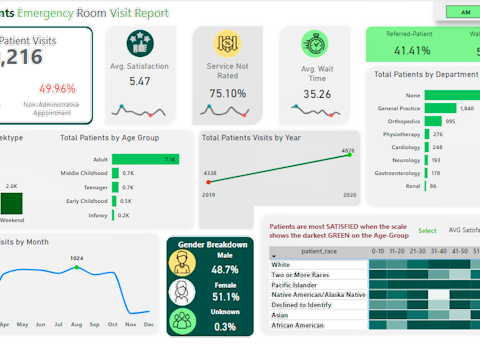 nts Emergency Room Visit Report
AM
Patient Visits
,216
49.96%
Non-Administrative
Appointment
Avg. Satisfaction
5.47
Service Not
Rated
75.10%
Avg. Wait
Time
35.26
Referred-Patient
41.41%
Total Patients by Department
None
General Practice 1,840
Orthopedics 995
Physiotherapy 276
Cardiology 248
Neurology 193
Gastroenterology 178
Renal 86
ektype
2.6K
Weekend
Total Patients by Age Group
Adult
Middle Childhood 0.7K
Teenager 0.7K
Early Childhood 0.5K
Infancy 0.2K
Total Patients Visits by Year
4338
4878
2019 2020
isits by Month
1024
Apr May Jun Jul Aug Sep Oct Nov Dec
Gender Breakdown
Male
48.7%
Female
51.1%
Unknown
0.3%
Patients are most SATISFIED when the scale
shows the darkest GREEN on the Age-Group
Select
AVG Satisfa
patient_race 0-10 11-20 21-30 31-40 41-50 51
White
Two or More Races
Pacific Islander
Native American/Alaska Native
Declined to Identify
Asian
African American